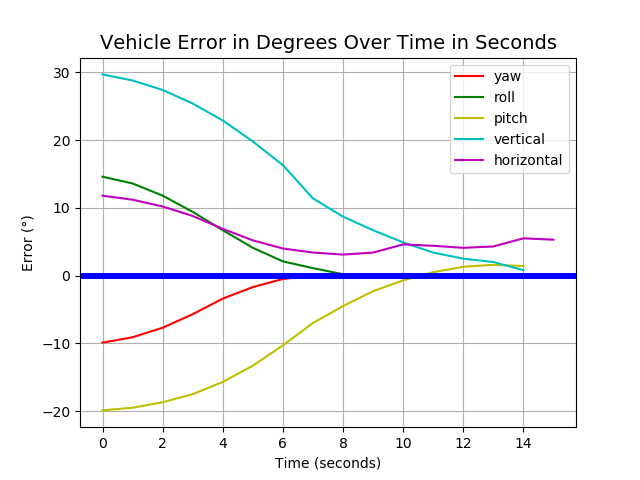 Vehicle Error in Degrees Over Time in Seconds
yaw
roll
pitch
vertical
horizontal
30
20
10
0
−10
−20
Error (°)
0 2 4 6 8 10 12 14
Time (seconds)